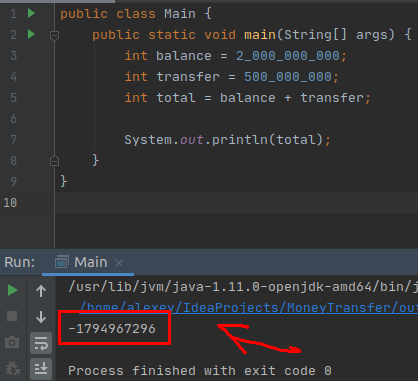 1 public class Main {
2 public static void main(String[] args) {
3 int balance = 2_000_000_000;
4 int transfer = 500_000_000;
5 int total = balance + transfer;
6
7 System.out.println(total);
8 }
9 }
10
Run: Main ×
/usr/lib/jvm/java-1.11.0-openjdk-amd64/bin/j
/home/alexey/IdeaProjects/MoneyTransfer/out
-1794967296
Process finished with exit code 0